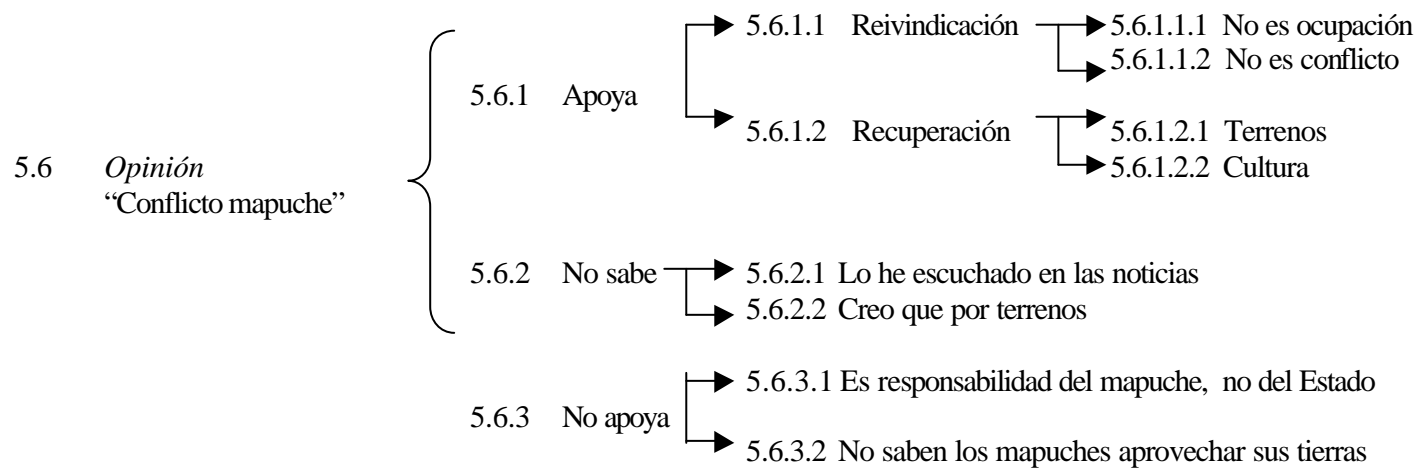 5.6 Opinión
“Conflicto mapuche”
5.6.1 Apoya
5.6.1.1 Reivindicación
5.6.1.1.1 No es ocupación
5.6.1.1.2 No es conflicto
5.6.1.2 Recuperación
5.6.1.2.1 Terrenos
5.6.1.2.2 Cultura
5.6.2 No sabe
5.6.2.1 Lo he escuchado en las noticias
5.6.2.2 Creo que por terrenos
5.6.3 No apoya
5.6.3.1 Es responsabilidad del mapuche, no del Estado
5.6.3.2 No saben los mapuches aprovechar sus tierras